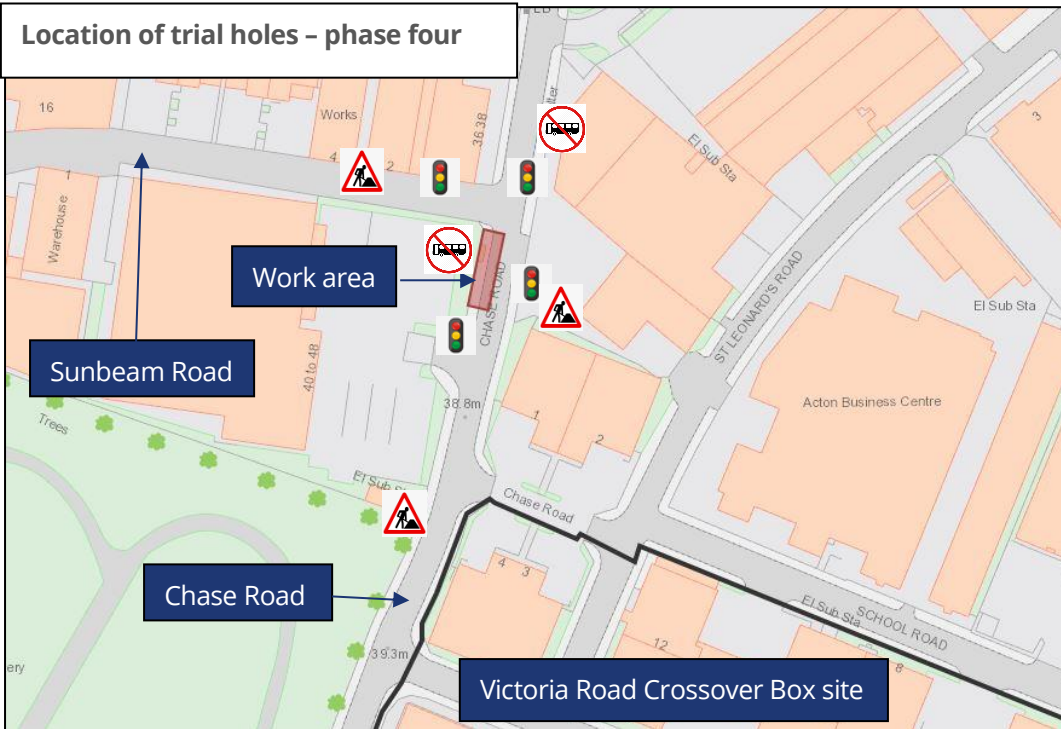 Location of trial holes – phase four
16
Works
4
2
36 38
El Sub Sta
3
1
Warehouse
Work area
CHASE ROAD
ST LEONARD'S ROAD
El Sub Sta
Sunbeam Road
40 to 48
38.8m
1
2
Acton Business Centre
Trees
El Sub Sta
Chase Road
Chase Road
4
3
El Sub Sta
SCHOOL ROAD
39.3m
12
8
ery
Victoria Road Crossover Box site